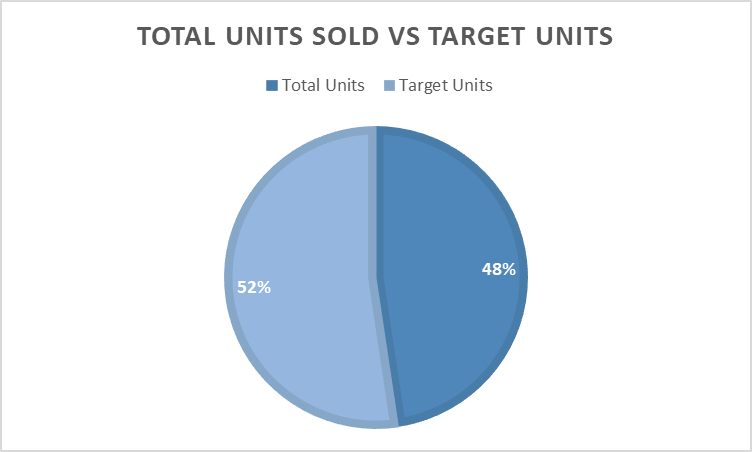 TOTAL UNITS SOLD VS TARGET UNITS
Total Units Target Units
48%
52%